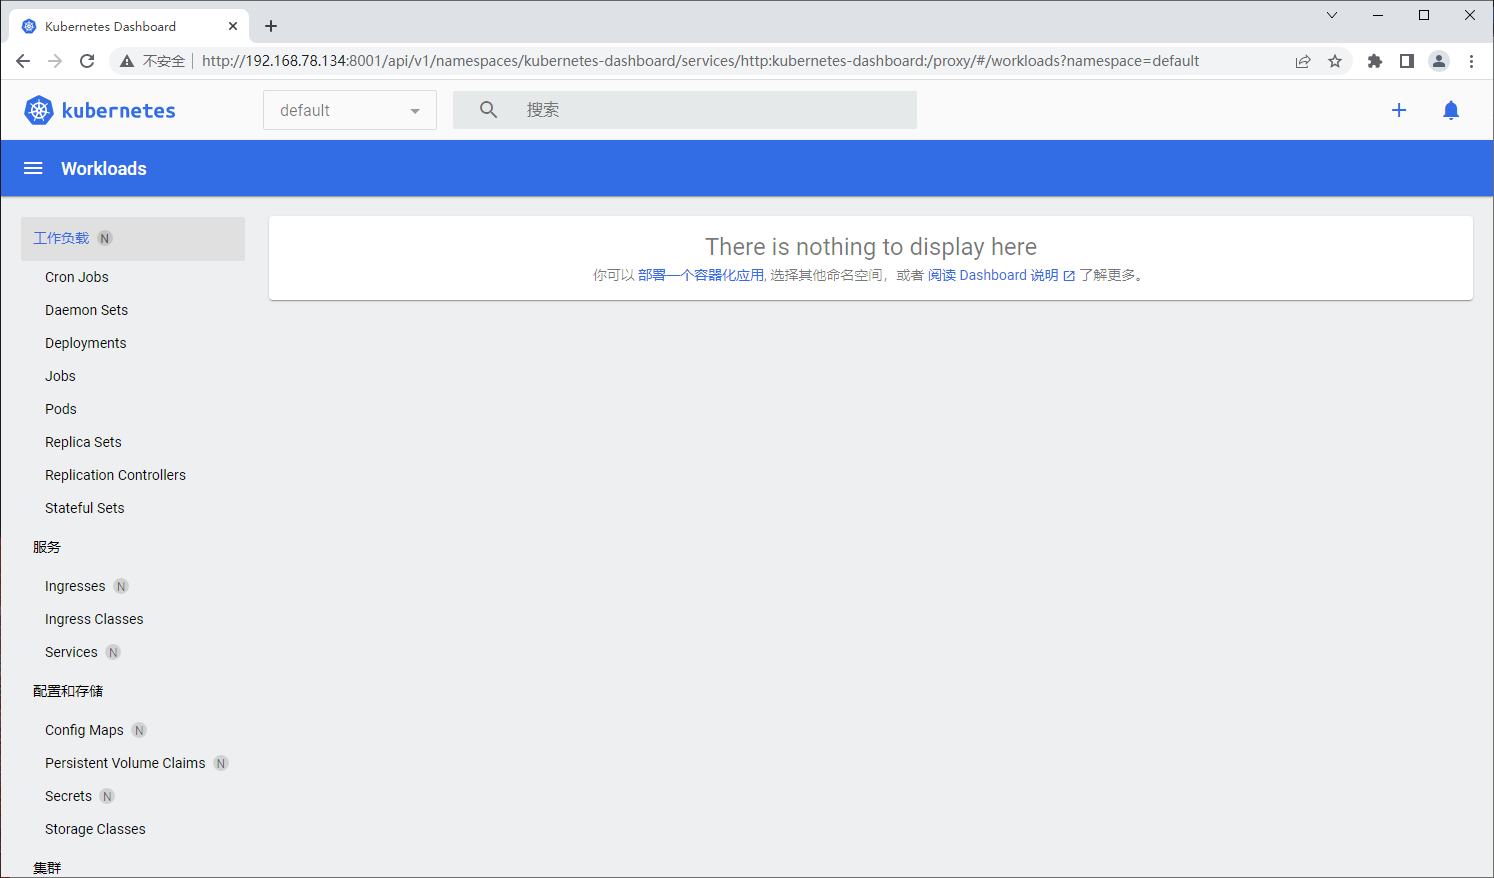 Kubernetes Dashboard
不安全
http://192.168.78.134:8001/api/v1/namespaces/kubernetes-dashboard/services/http:kubernetes-dashboard:/proxy/#/workloads?namespace=default
kubernetes
default
搜索
Workloads
工作负载 N
Cron Jobs
Daemon Sets
Deployments
Jobs
Pods
Replica Sets
Replication Controllers
Stateful Sets
服务
Ingresses N
Ingress Classes
Services N
配置和存储
Config Maps N
Persistent Volume Claims N
Secrets N
Storage Classes
集群
There is nothing to display here
你可以 部署一个容器化应用, 选择其他命名空间，或者 阅读 Dashboard 说明 了解更多。